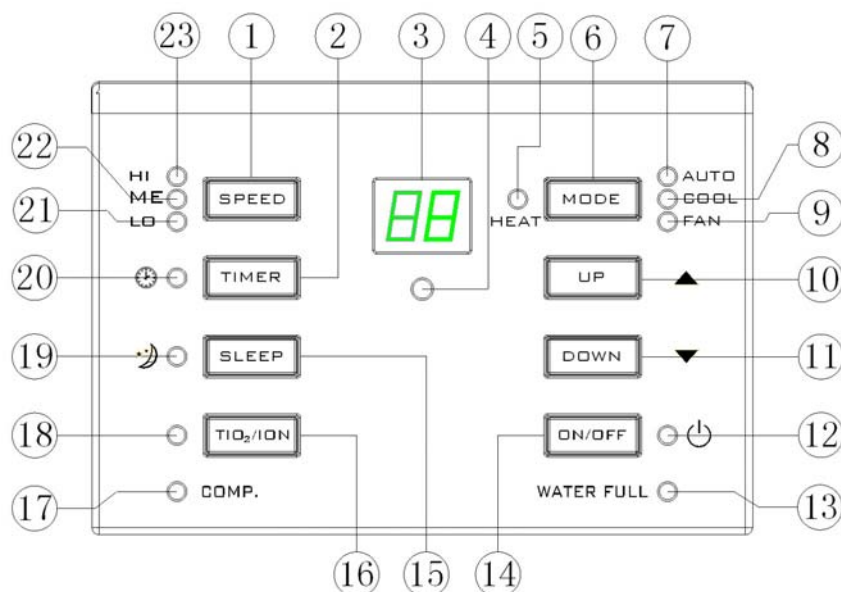 23 1 2 3 4 5 6 7
22 HI AUTO 8
ME SPEED 88 MODE COOL
21 LO HEAT FAN 9
20 TIMER UP 10
19 SLEEP DOWN 11
18 TIO₂/ION ON/OFF 12
17 COMP. WATER FULL 13
16 15 14